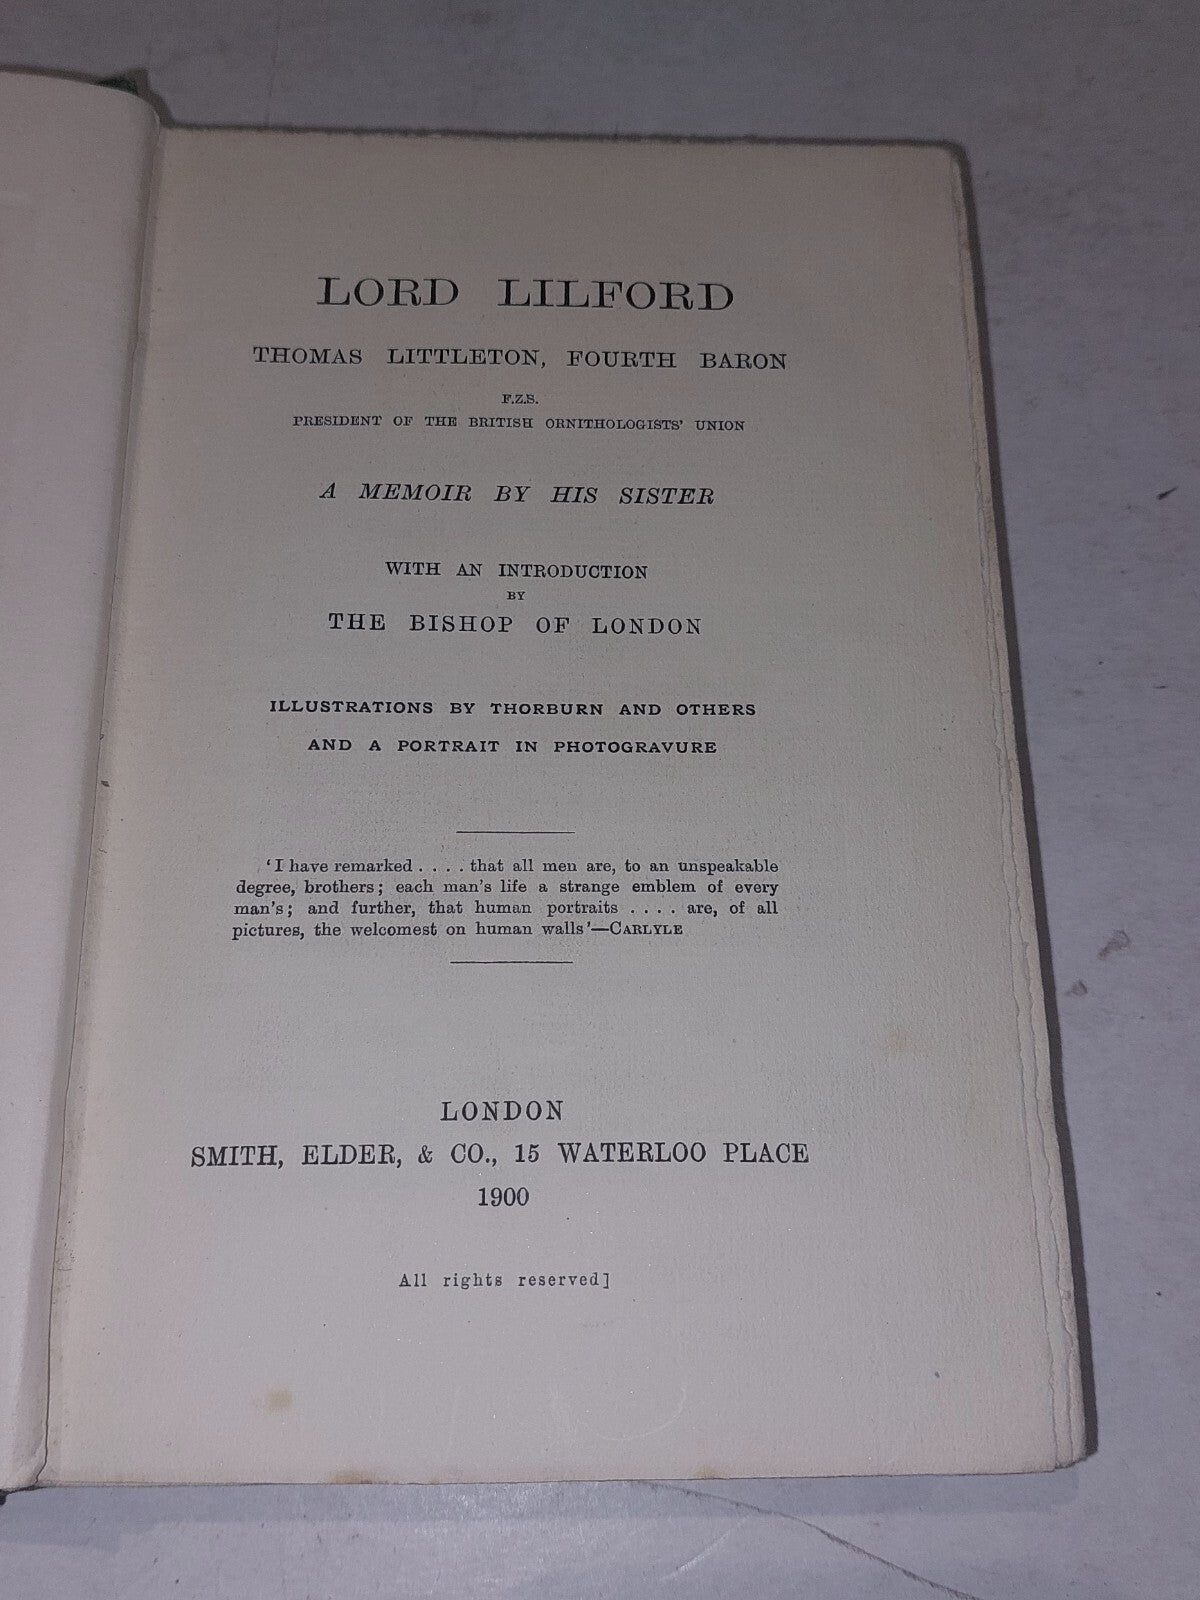 LORD LILFORD
THOMAS LITTLETON, FOURTH BARON
F.Z.S.
PRESIDENT OF THE BRITISH ORNITHOLOGISTS' UNION
A MEMOIR BY HIS SISTER
WITH AN INTRODUCTION
BY
THE BISHOP OF LONDON
ILLUSTRATIONS BY THORBURN AND OTHERS
AND A PORTRAIT IN PHOTOGRAVURE
'I have remarked . . . . that all men are, to an unspeakable
degree, brothers; each man's life a strange emblem of every
man's; and further, that human portraits . . . . are, of all
pictures, the welcomest on human walls'—CARLYLE
LONDON
SMITH, ELDER, & CO., 15 WATERLOO PLACE
1900
All rights reserved]